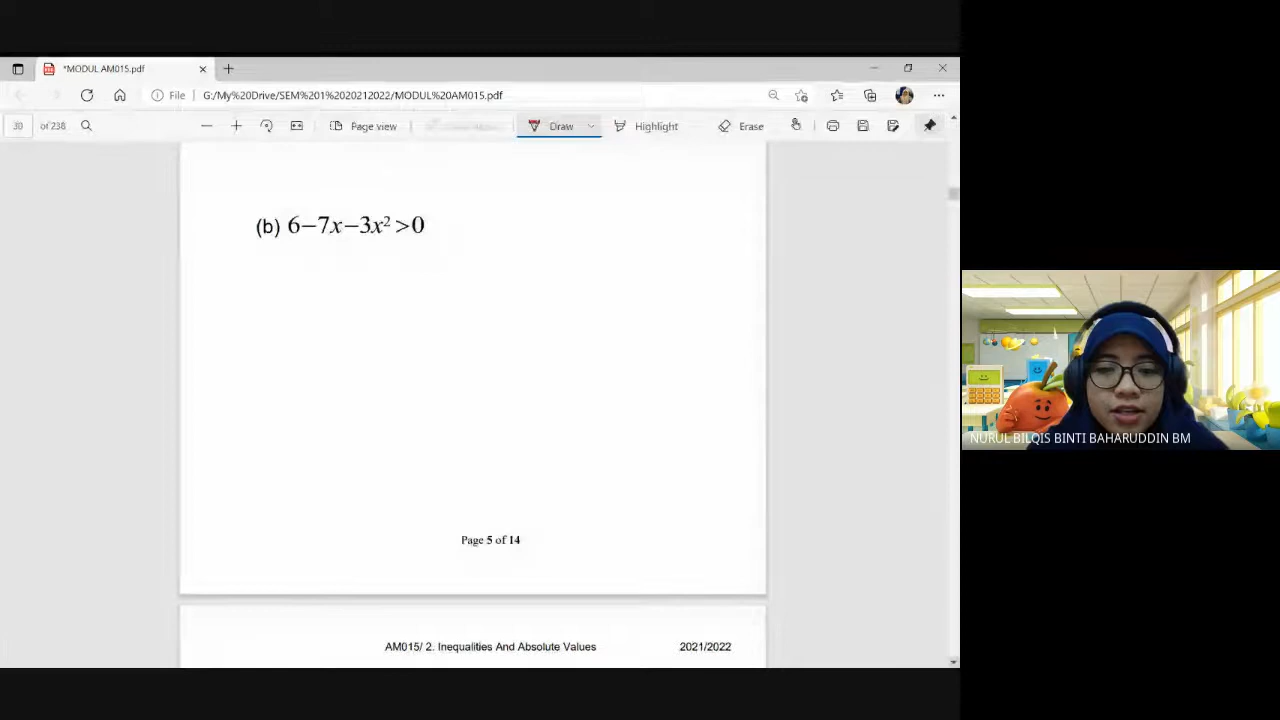 *MODUL AM015.pdf
File | G:/My%20Drive/SEM%201%2020212022/MODUL%20AM015.pdf
30 of 238 Page view Draw Highlight Erase
(b) 6−7x−3x²>0
Page 5 of 14
AM015/ 2. Inequalities And Absolute Values 2021/2022
NURUL BILQIS BINTI BAHARUDDIN BM